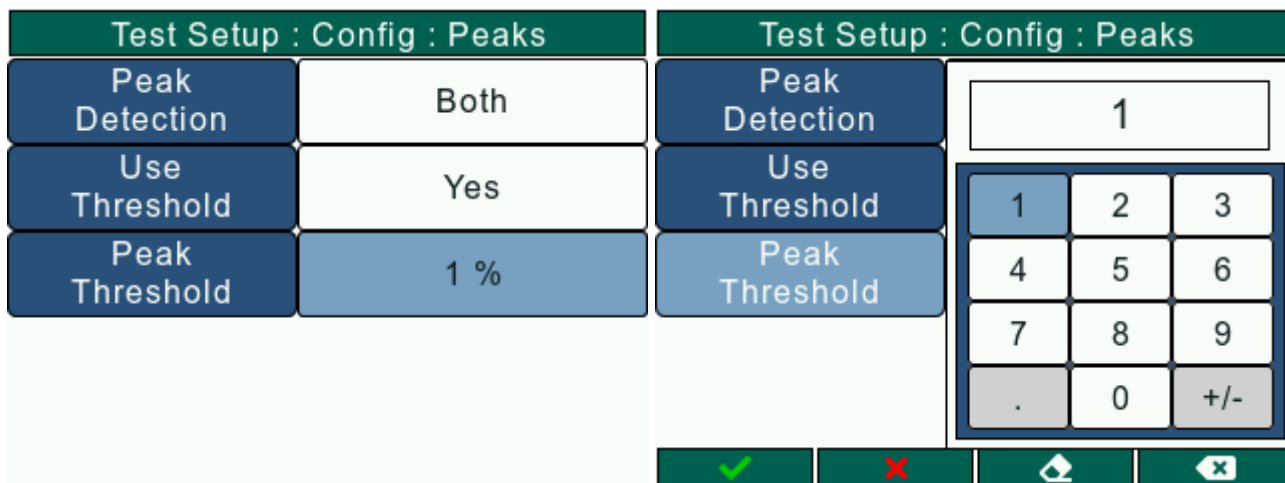 Test Setup : Config : Peaks
Peak
Detection
Both
Use
Threshold
Yes
Peak
Threshold
1 %
Test Setup : Config : Peaks
Peak
Detection
Use
Threshold
Peak
Threshold
1
1 2 3
4 5 6
7 8 9
. 0 +/-